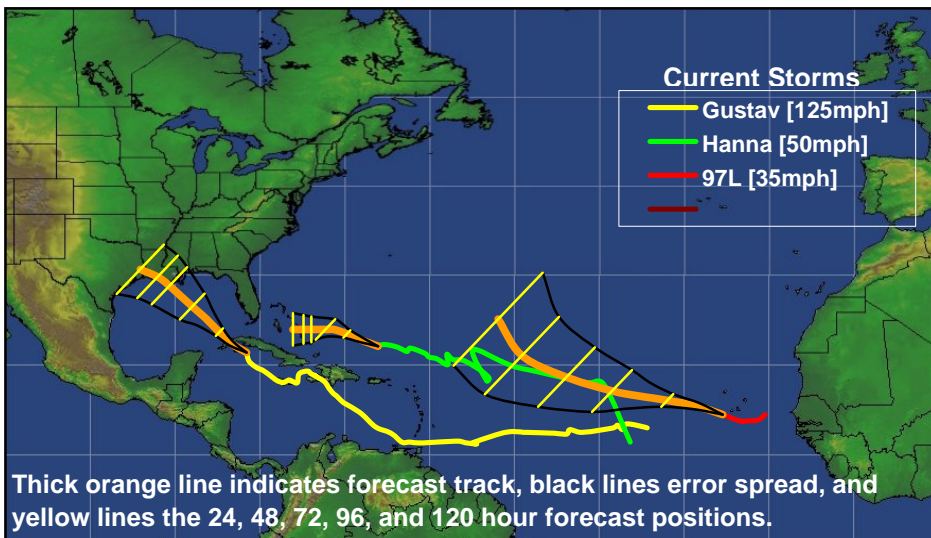 Current Storms
Gustav [125mph]
Hanna [50mph]
97L [35mph]
Thick orange line indicates forecast track, black lines error spread, and
yellow lines the 24, 48, 72, 96, and 120 hour forecast positions.